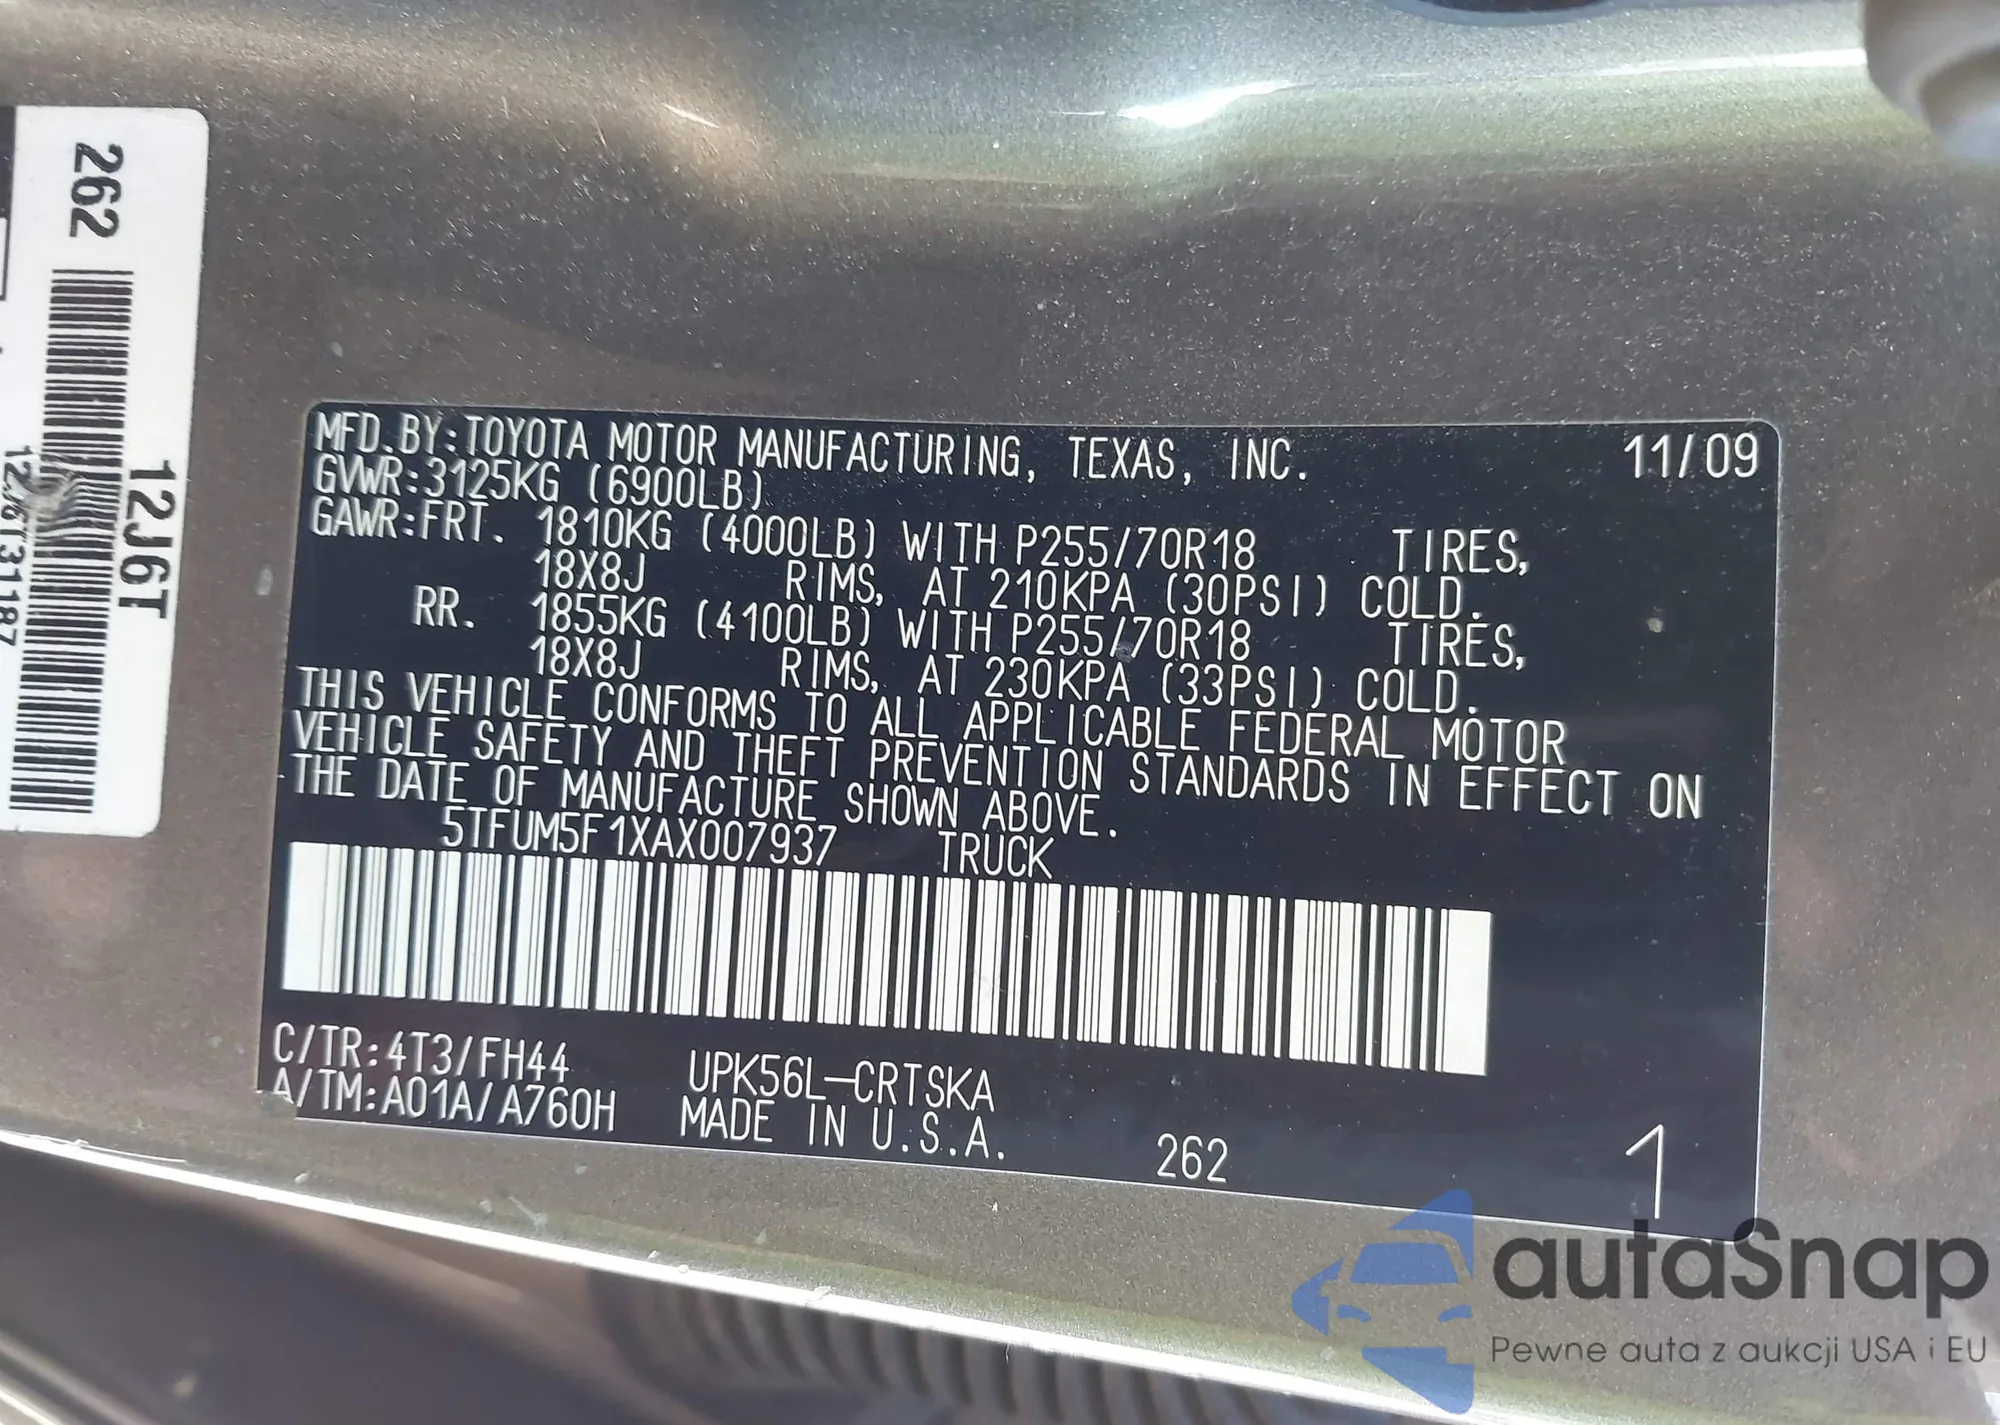 262
12J6T
MFD.BY:TOYOTA MOTOR MANUFACTURING, TEXAS, INC. 11/09
GVWR:3125KG (6900LB)
GAWR:FRT. 1810KG (4000LB) WITH P255/70R18 TIRES,
18X8J RIMS, AT 210KPA (30PSI) COLD.
RR. 1855KG (4100LB) WITH P255/70R18 TIRES,
18X8J RIMS, AT 230KPA (33PSI) COLD.
THIS VEHICLE CONFORMS TO ALL APPLICABLE FEDERAL MOTOR
VEHICLE SAFETY AND THEFT PREVENTION STANDARDS IN EFFECT ON
THE DATE OF MANUFACTURE SHOWN ABOVE.
5TFUM5F1XAX007937 TRUCK
C/TR:4T3/FH44 UPK56L-CRTSKA
A/TM:A01A/A760H MADE IN U.S.A. 262 1
autaSnap
Pewne auta z aukcji USA i EU